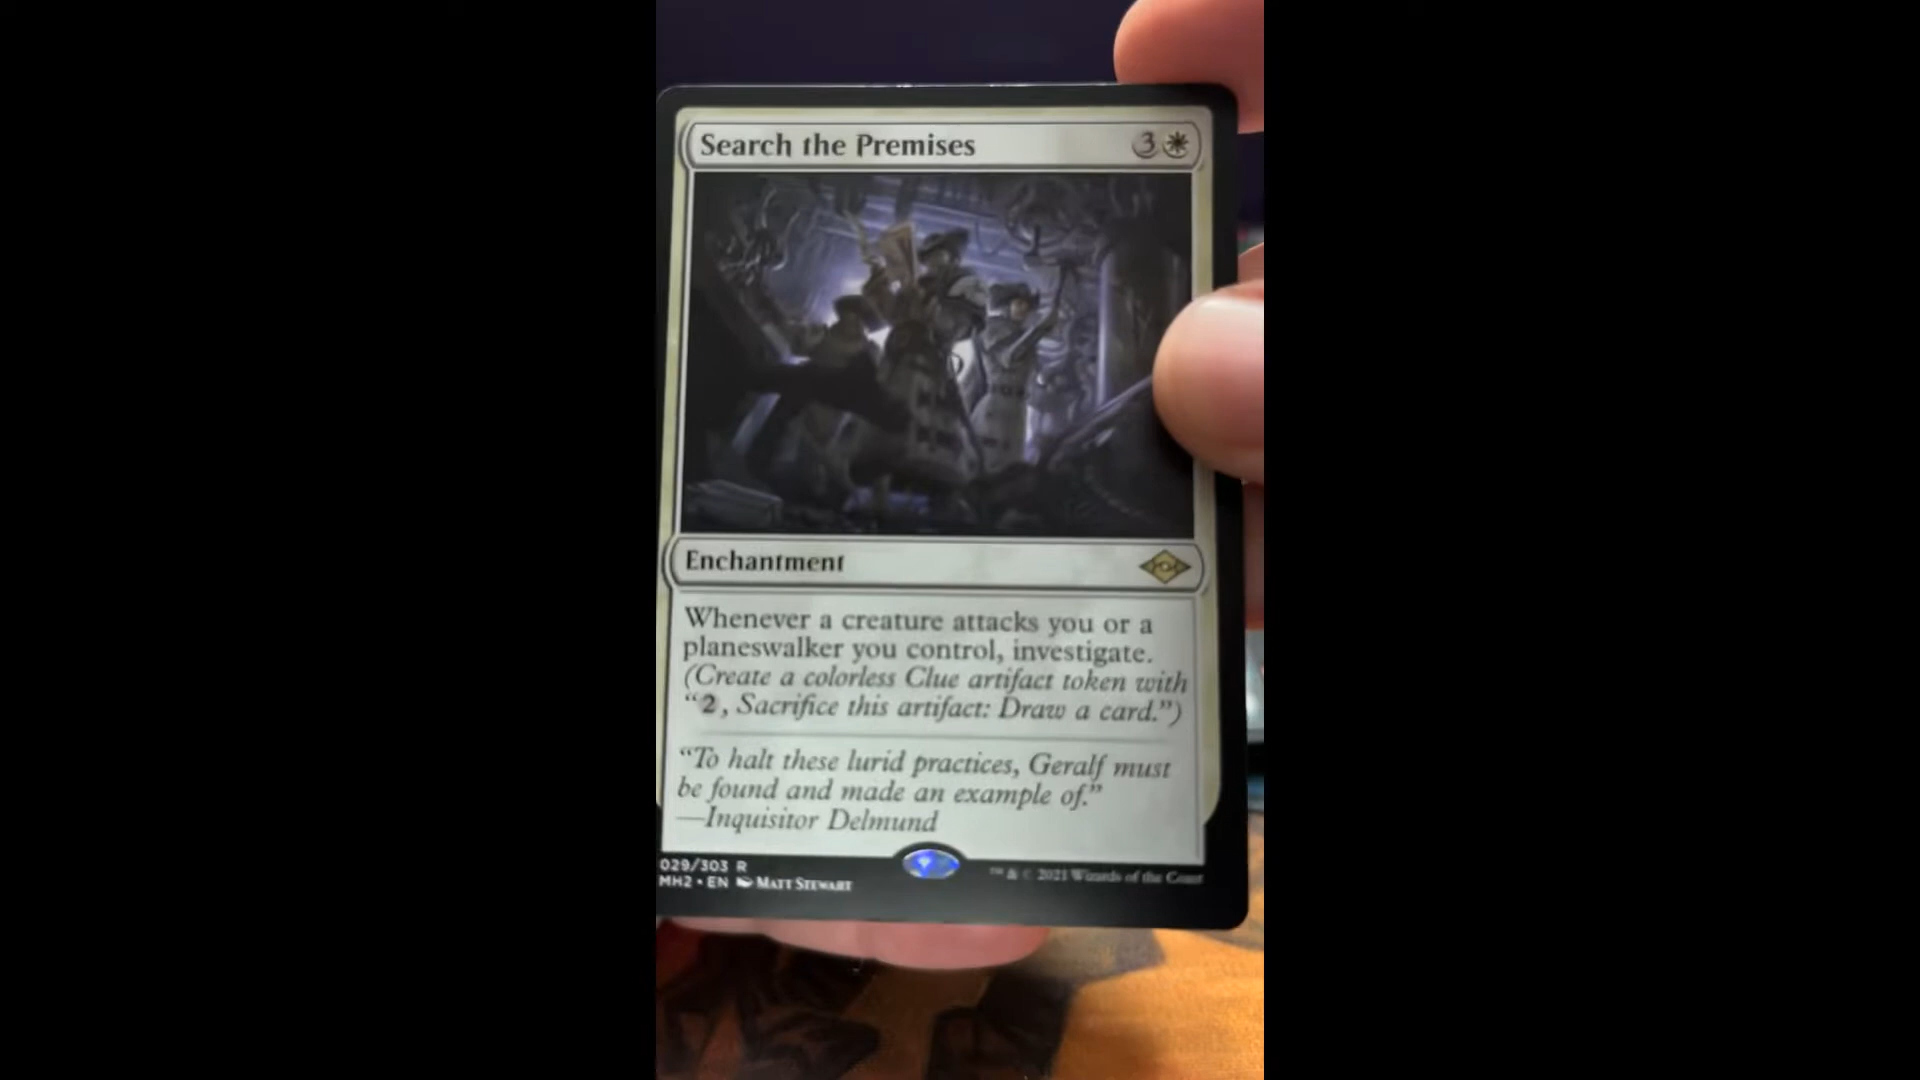 Search the Premises 3
Enchantment
Whenever a creature attacks you or a
planeswalker you control, investigate.
(Create a colorless Clue artifact token with
“2, Sacrifice this artifact: Draw a card.”)
“To halt these lurid practices, Geralf must
be found and made an example of.”
—Inquisitor Delmund
029/303 R
MH2 • EN Matt Stewart
™ & © 2021 Wizards of the Coast